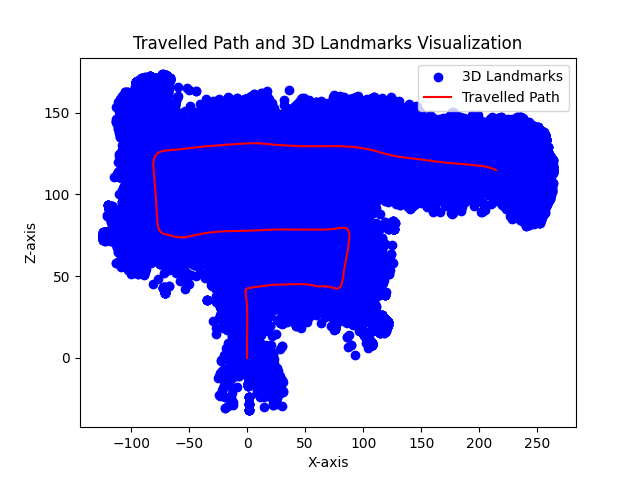 Travelled Path and 3D Landmarks Visualization
3D Landmarks
Travelled Path
150
100
50
0
Z-axis
−100
−50
0
50
100
150
200
250
X-axis